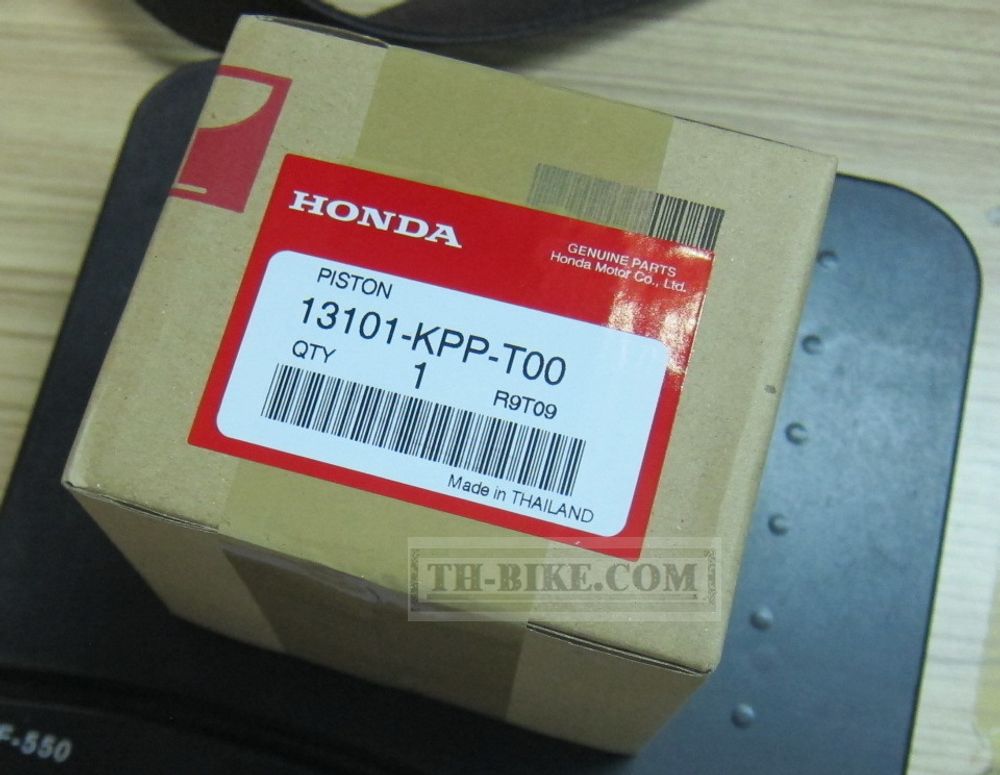 HONDA
GENUINE PARTS
Honda Motor Co., Ltd.
PISTON
13101-KPP-T00
QTY
1
R9T09
Made in THAILAND
TH-BIKE.COM
F-550